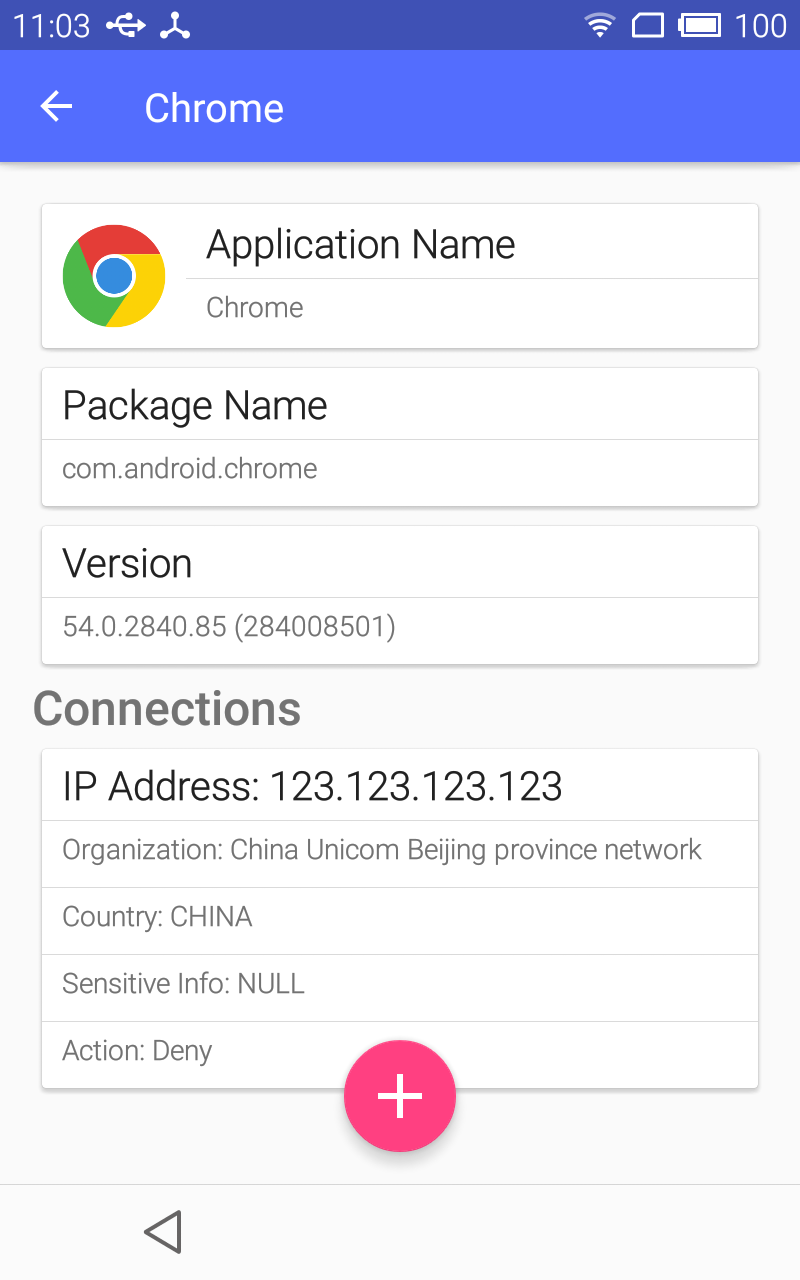 11:03 100
Chrome
Application Name
Chrome
Package Name
com.android.chrome
Version
54.0.2840.85 (284008501)
Connections
IP Address: 123.123.123.123
Organization: China Unicom Beijing province network
Country: CHINA
Sensitive Info: NULL
Action: Deny